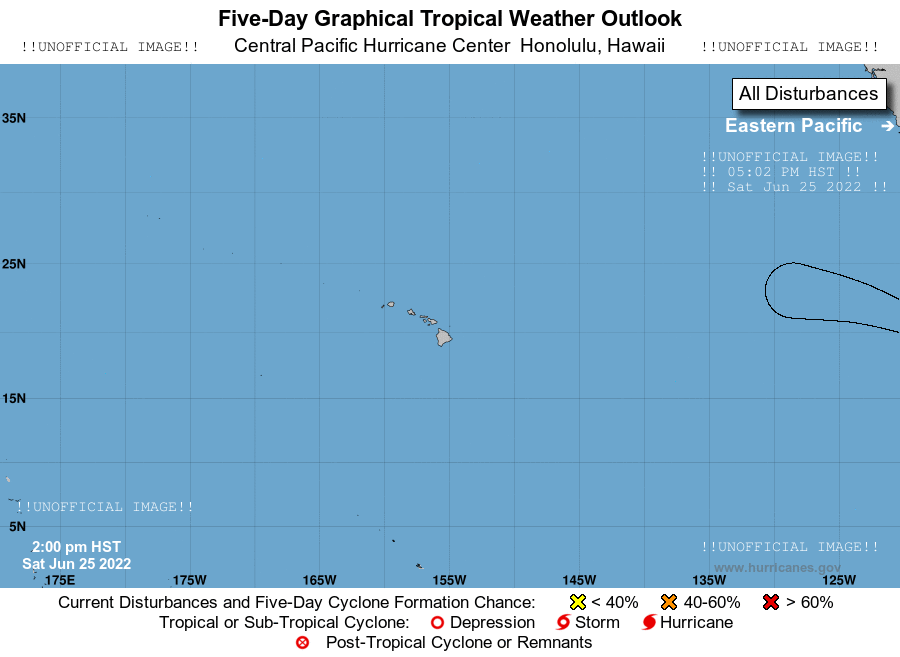 Five-Day Graphical Tropical Weather Outlook
!!UNOFFICIAL IMAGE!! Central Pacific Hurricane Center Honolulu, Hawaii !!UNOFFICIAL IMAGE!!
All Disturbances
35N
Eastern Pacific →
!!UNOFFICIAL IMAGE!!
!! 05:02 PM HST !!
!! Sat Jun 25 2022 !!
25N
15N
!!UNOFFICIAL IMAGE!!
5N
2:00 pm HST
!!UNOFFICIAL IMAGE!!
Sat Jun 25 2022
www.hurricanes.gov
175E 175W 165W 155W 145W 135W 125W
Current Disturbances and Five-Day Cyclone Formation Chance: < 40% 40-60% > 60%
Tropical or Sub-Tropical Cyclone: Depression Storm Hurricane
Post-Tropical Cyclone or Remnants